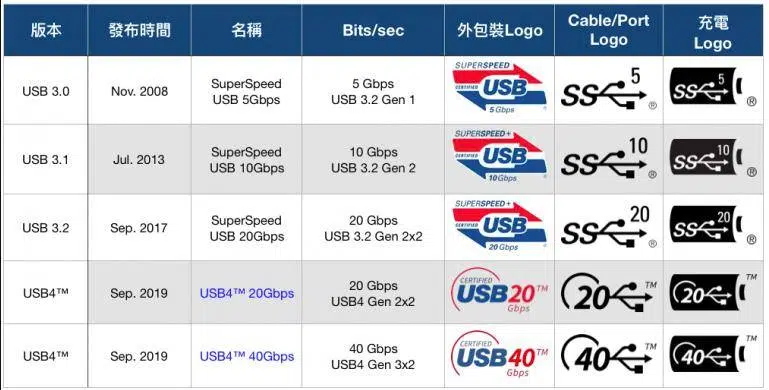 版本 發布時間 名稱 Bits/sec 外包裝Logo Cable/Port Logo 充電 Logo
USB 3.0 Nov. 2008 SuperSpeed USB 5Gbps 5 Gbps USB 3.2 Gen 1 SUPERSPEED CERTIFIED USB 5Gbps SS 5 ® SS 5 ®
USB 3.1 Jul. 2013 SuperSpeed USB 10Gbps 10 Gbps USB 3.2 Gen 2 SUPERSPEED+ CERTIFIED USB 10Gbps SS 10 ® SS 10 ®
USB 3.2 Sep. 2017 SuperSpeed USB 20Gbps 20 Gbps USB 3.2 Gen 2x2 SUPERSPEED+ CERTIFIED USB 20Gbps SS 20 ® SS 20 ®
USB4™ Sep. 2019 USB4™ 20Gbps 20 Gbps USB4 Gen 2x2 CERTIFIED USB20™ Gbps 20 ™ 20 ™
USB4™ Sep. 2019 USB4™ 40Gbps 40 Gbps USB4 Gen 3x2 CERTIFIED USB40™ Gbps 40 ™ 40 ™